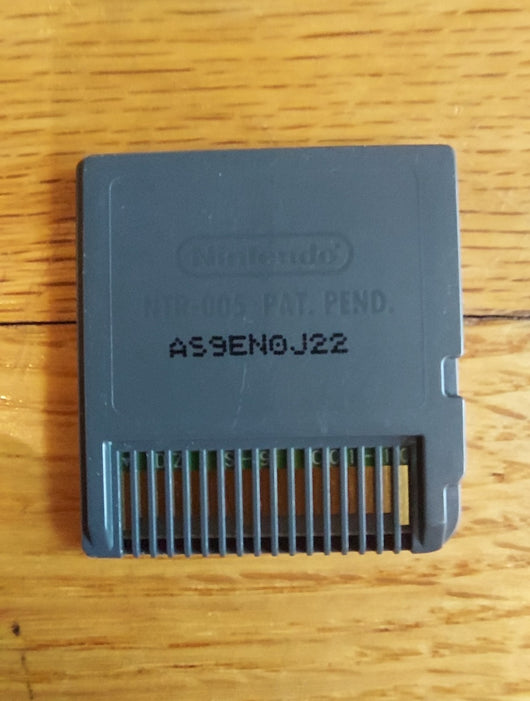 Nintendo®
NTR-005 PAT. PEND.
AS9EN0J22